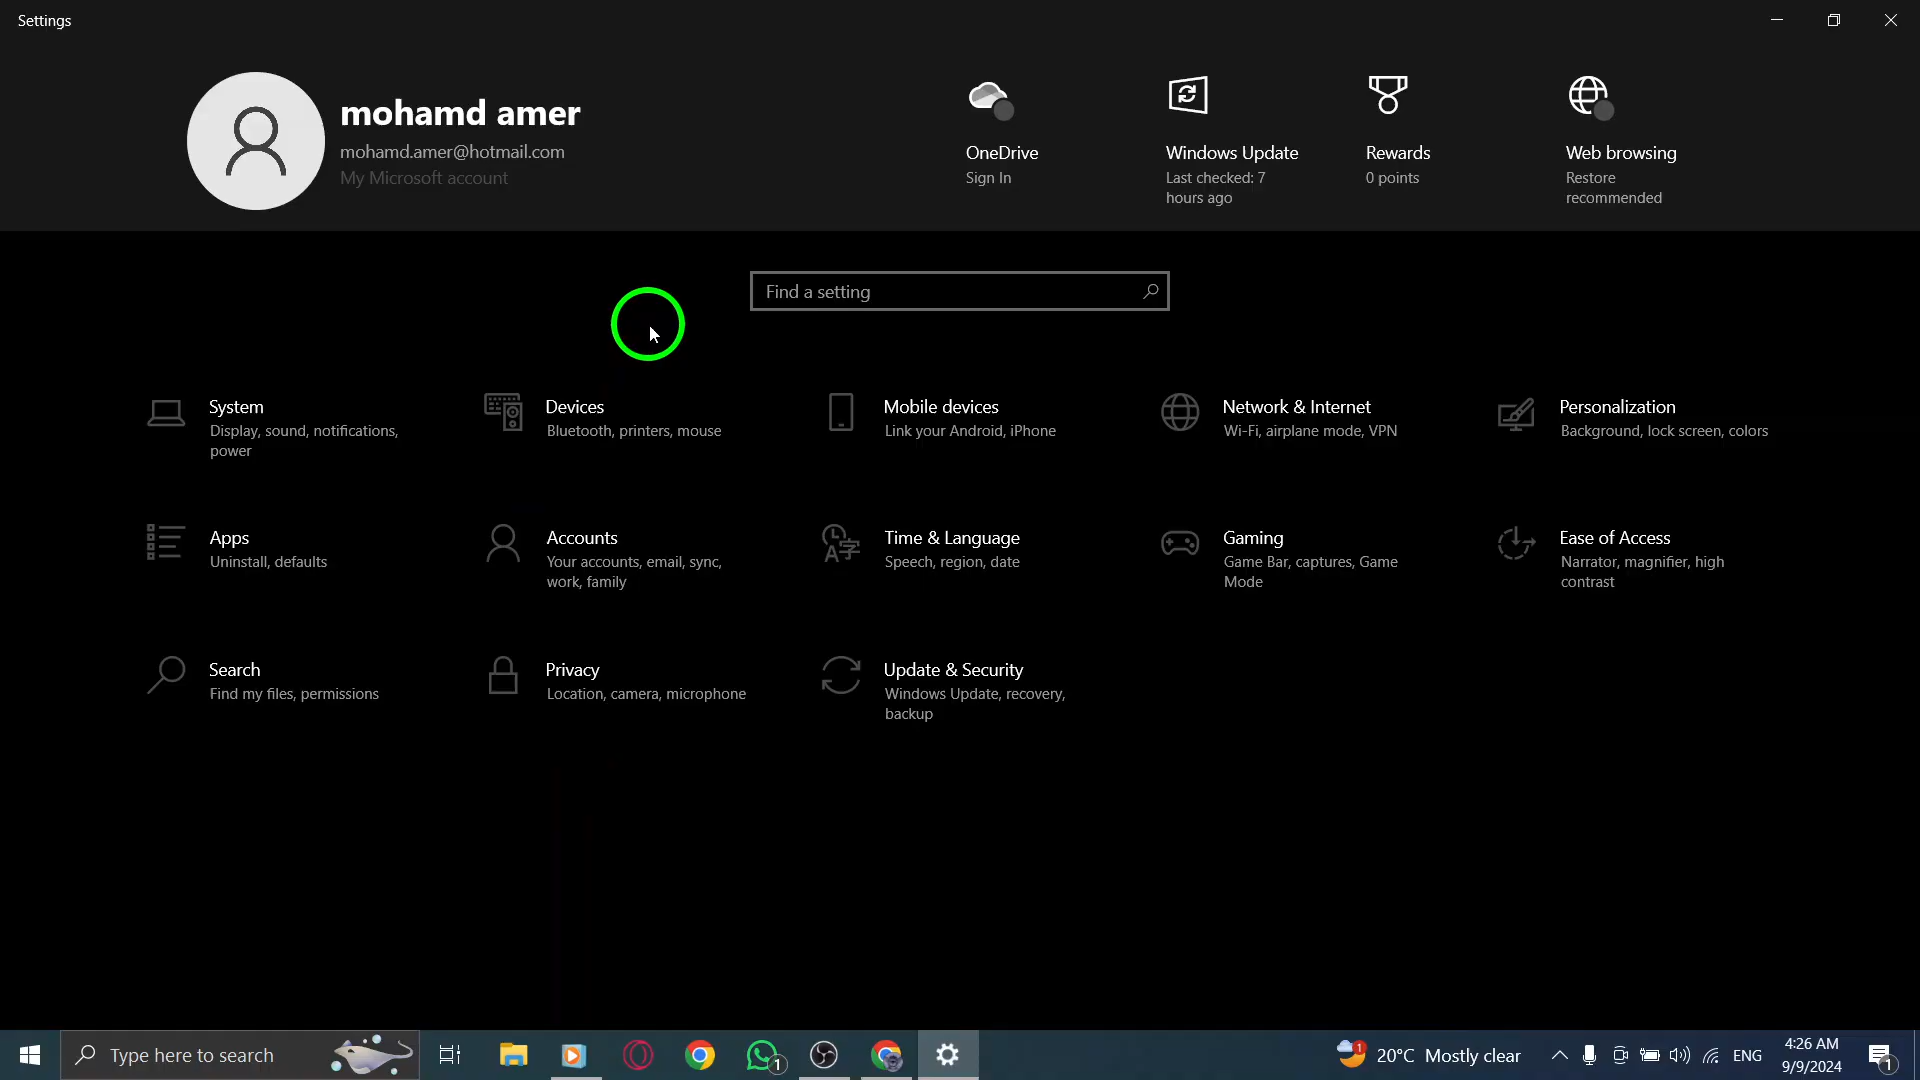 Settings
mohamd amer
mohamd.amer@hotmail.com
My Microsoft account
OneDrive
Sign In
Windows Update
Last checked: 7
hours ago
Rewards
0 points
Web browsing
Restore
recommended
Find a setting
System
Display, sound, notifications,
power
Devices
Bluetooth, printers, mouse
Mobile devices
Link your Android, iPhone
Network & Internet
Wi-Fi, airplane mode, VPN
Personalization
Background, lock screen, colors
Apps
Uninstall, defaults
Accounts
Your accounts, email, sync,
work, family
Time & Language
Speech, region, date
Gaming
Game Bar, captures, Game
Mode
Ease of Access
Narrator, magnifier, high
contrast
Search
Find my files, permissions
Privacy
Location, camera, microphone
Update & Security
Windows Update, recovery,
backup
Type here to search
1
1
20°C Mostly clear
ENG
4:26 AM
9/9/2024
1